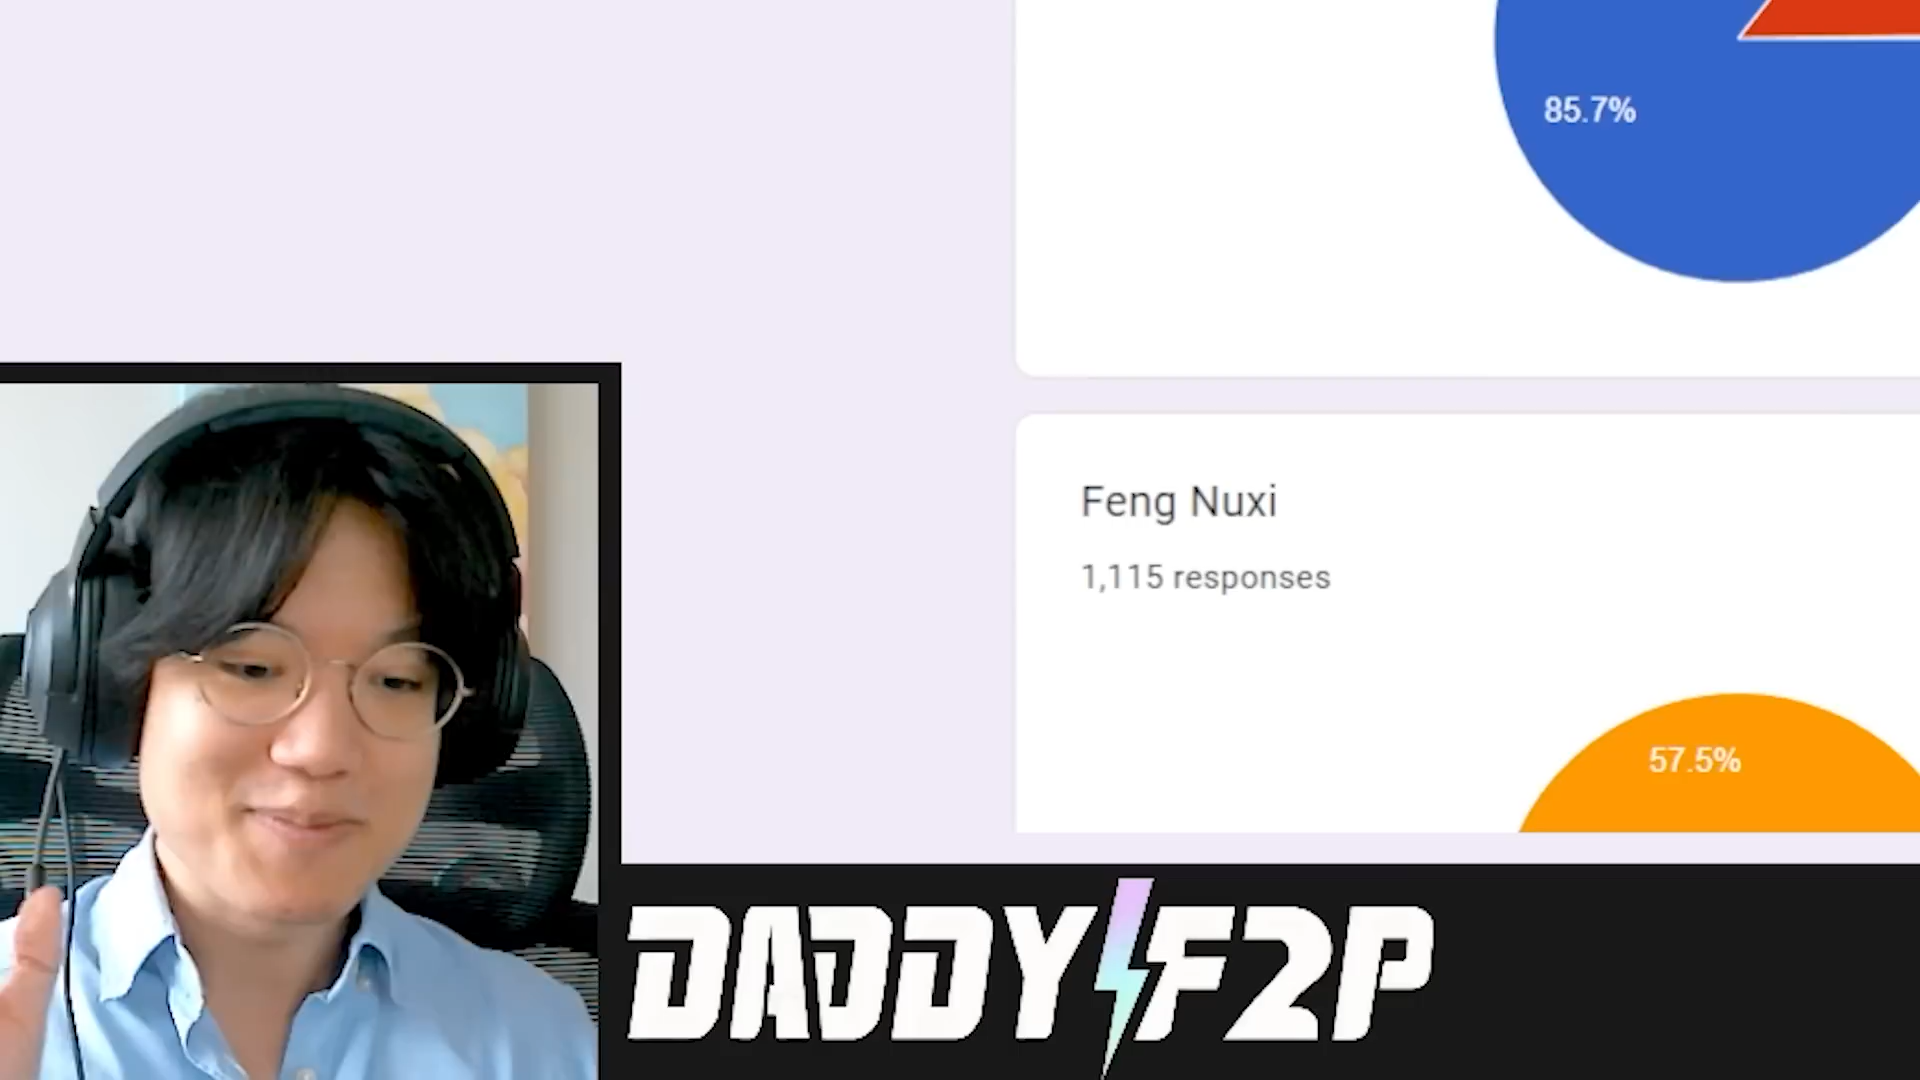 85.7%
Feng Nuxi
1,115 responses
57.5%
DADDY F2P